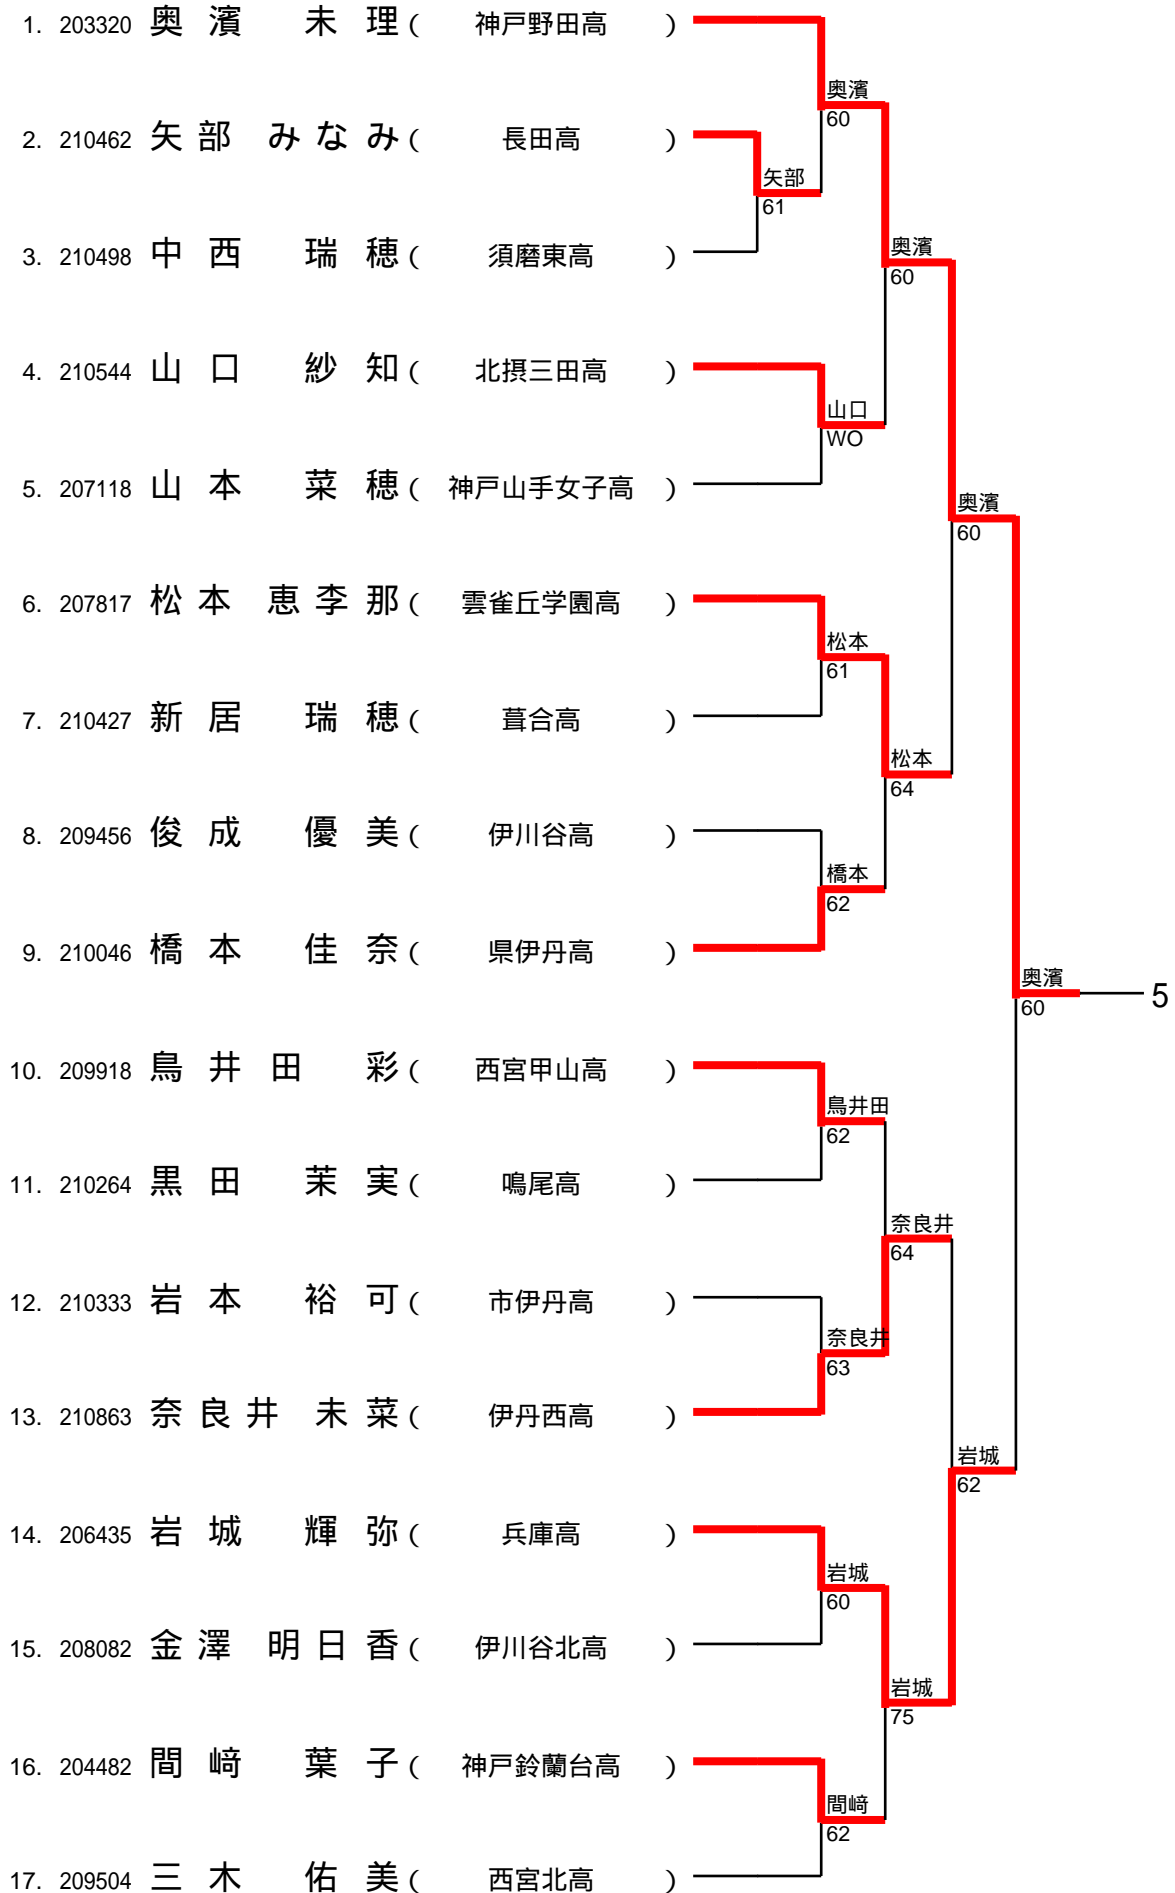 1. 203320 奥濱 未理 ( 神戸野田高 )
奥濱
60
2. 210462 矢部 みなみ ( 長田高 )
矢部
61
3. 210498 中西 瑞穂 ( 須磨東高 )
奥濱
60
4. 210544 山口 紗知 ( 北摂三田高 )
山口
WO
5. 207118 山本 菜穂 ( 神戸山手女子高 )
奥濱
60
6. 207817 松本 恵李那 ( 雲雀丘学園高 )
松本
61
7. 210427 新居 瑞穂 ( 葺合高 )
松本
64
8. 209456 俊成 優美 ( 伊川谷高 )
橋本
62
9. 210046 橋本 佳奈 ( 県伊丹高 )
奥濱
60
5
10. 209918 鳥井田 彩 ( 西宮甲山高 )
鳥井田
62
11. 210264 黒田 茉実 ( 鳴尾高 )
奈良井
64
12. 210333 岩本 裕可 ( 市伊丹高 )
奈良井
63
13. 210863 奈良井 未菜 ( 伊丹西高 )
岩城
62
14. 206435 岩城 輝弥 ( 兵庫高 )
岩城
60
15. 208082 金澤 明日香 ( 伊川谷北高 )
岩城
75
16. 204482 間﨑 葉子 ( 神戸鈴蘭台高 )
間﨑
62
17. 209504 三木 佑美 ( 西宮北高 )